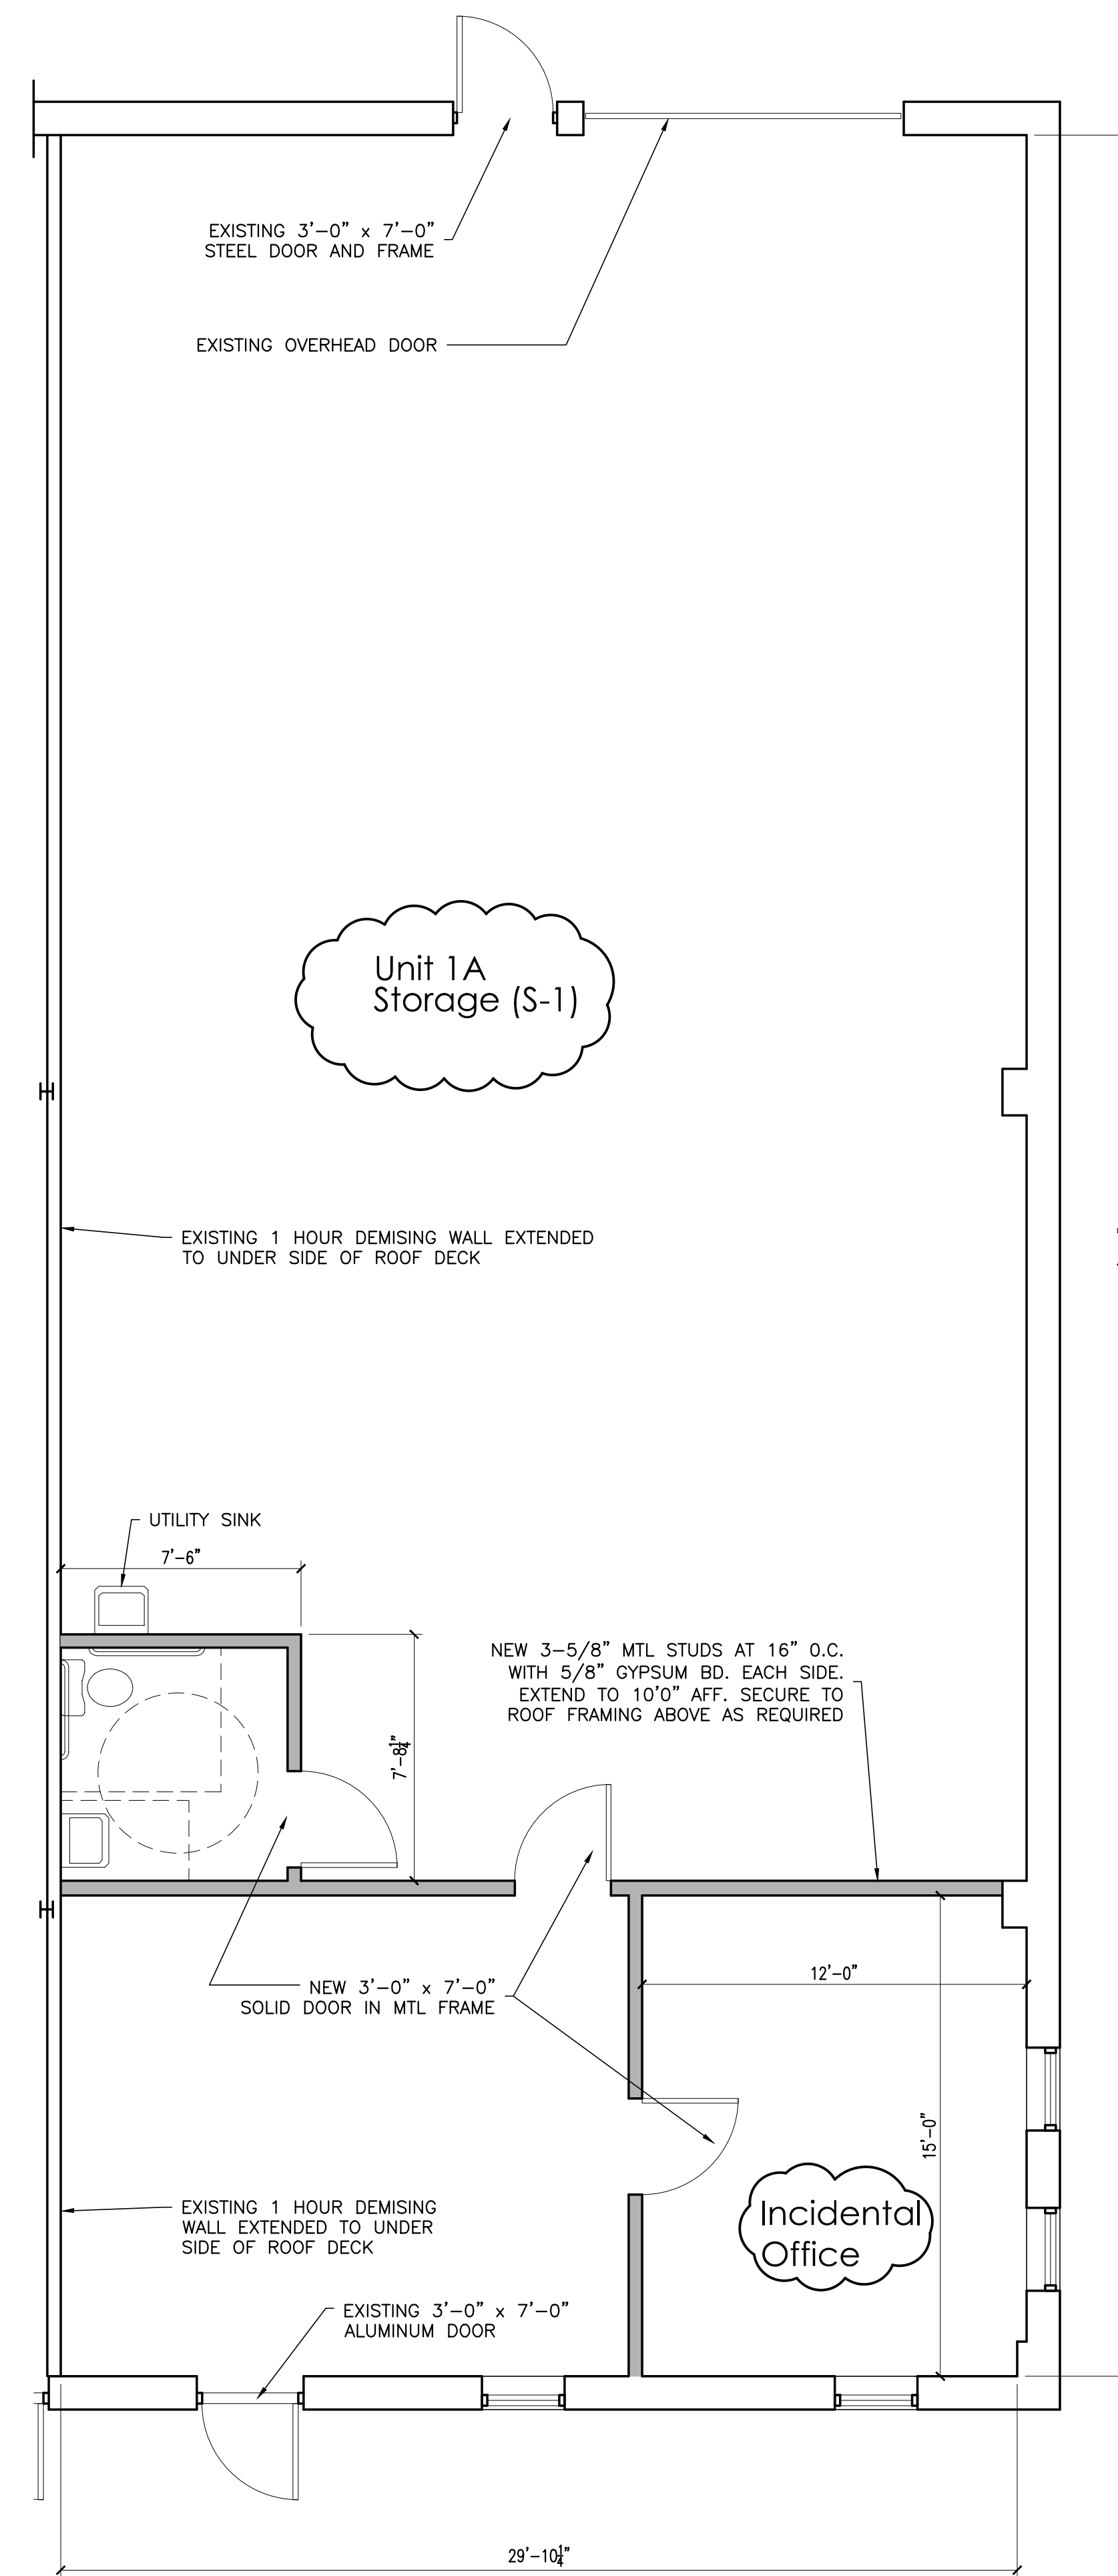 EXISTING 3'-0" x 7'-0"
STEEL DOOR AND FRAME
EXISTING OVERHEAD DOOR
Unit 1A
Storage (S-1)
EXISTING 1 HOUR DEMISING WALL EXTENDED
TO UNDER SIDE OF ROOF DECK
UTILITY SINK
7'-6"
NEW 3-5/8" MTL STUDS AT 16" O.C.
WITH 5/8" GYPSUM BD. EACH SIDE.
EXTEND TO 10'0" AFF. SECURE TO
ROOF FRAMING ABOVE AS REQUIRED
7'-8¼"
12'-0"
NEW 3'-0" x 7'-0"
SOLID DOOR IN MTL FRAME
15'-0"
EXISTING 1 HOUR DEMISING
WALL EXTENDED TO UNDER
SIDE OF ROOF DECK
Incidental
Office
EXISTING 3'-0" x 7'-0"
ALUMINUM DOOR
29'-10¼"